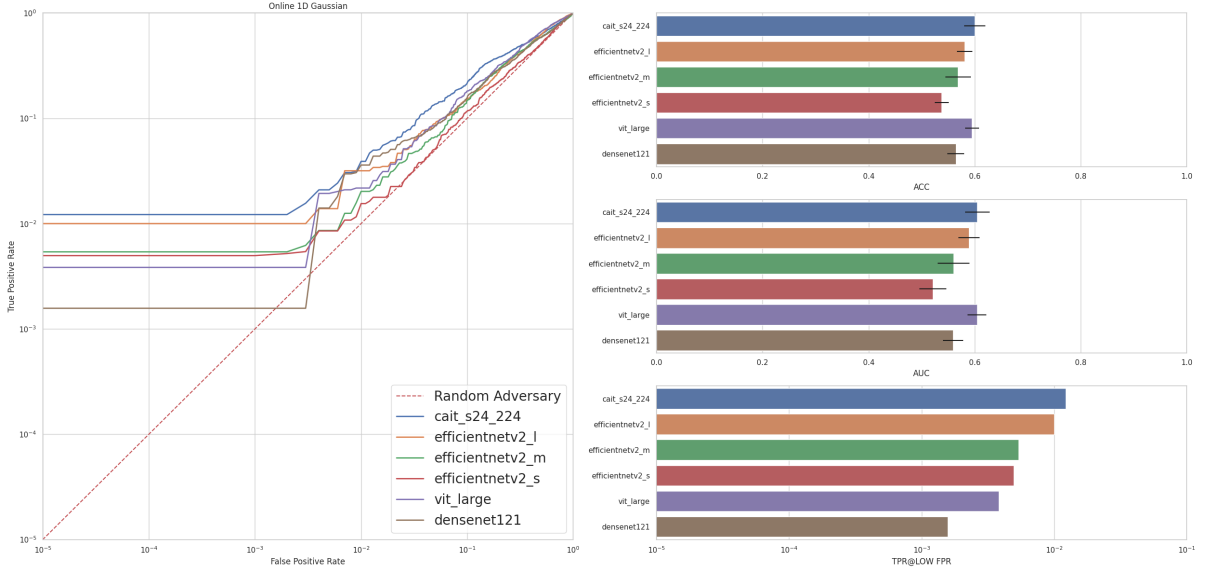 Online 1D Gaussian
True Positive Rate
10^0
10^-1
10^-2
10^-3
10^-4
10^-5
10^-5 10^-4 10^-3 10^-2 10^-1 10^0
False Positive Rate
Random Adversary
cait_s24_224
efficientnetv2_l
efficientnetv2_m
efficientnetv2_s
vit_large
densenet121
cait_s24_224
efficientnetv2_l
efficientnetv2_m
efficientnetv2_s
vit_large
densenet121
0.0 0.2 0.4 0.6 0.8 1.0
ACC
cait_s24_224
efficientnetv2_l
efficientnetv2_m
efficientnetv2_s
vit_large
densenet121
0.0 0.2 0.4 0.6 0.8 1.0
AUC
cait_s24_224
efficientnetv2_l
efficientnetv2_m
efficientnetv2_s
vit_large
densenet121
10^-5 10^-4 10^-3 10^-2 10^-1
TPR@LOW FPR